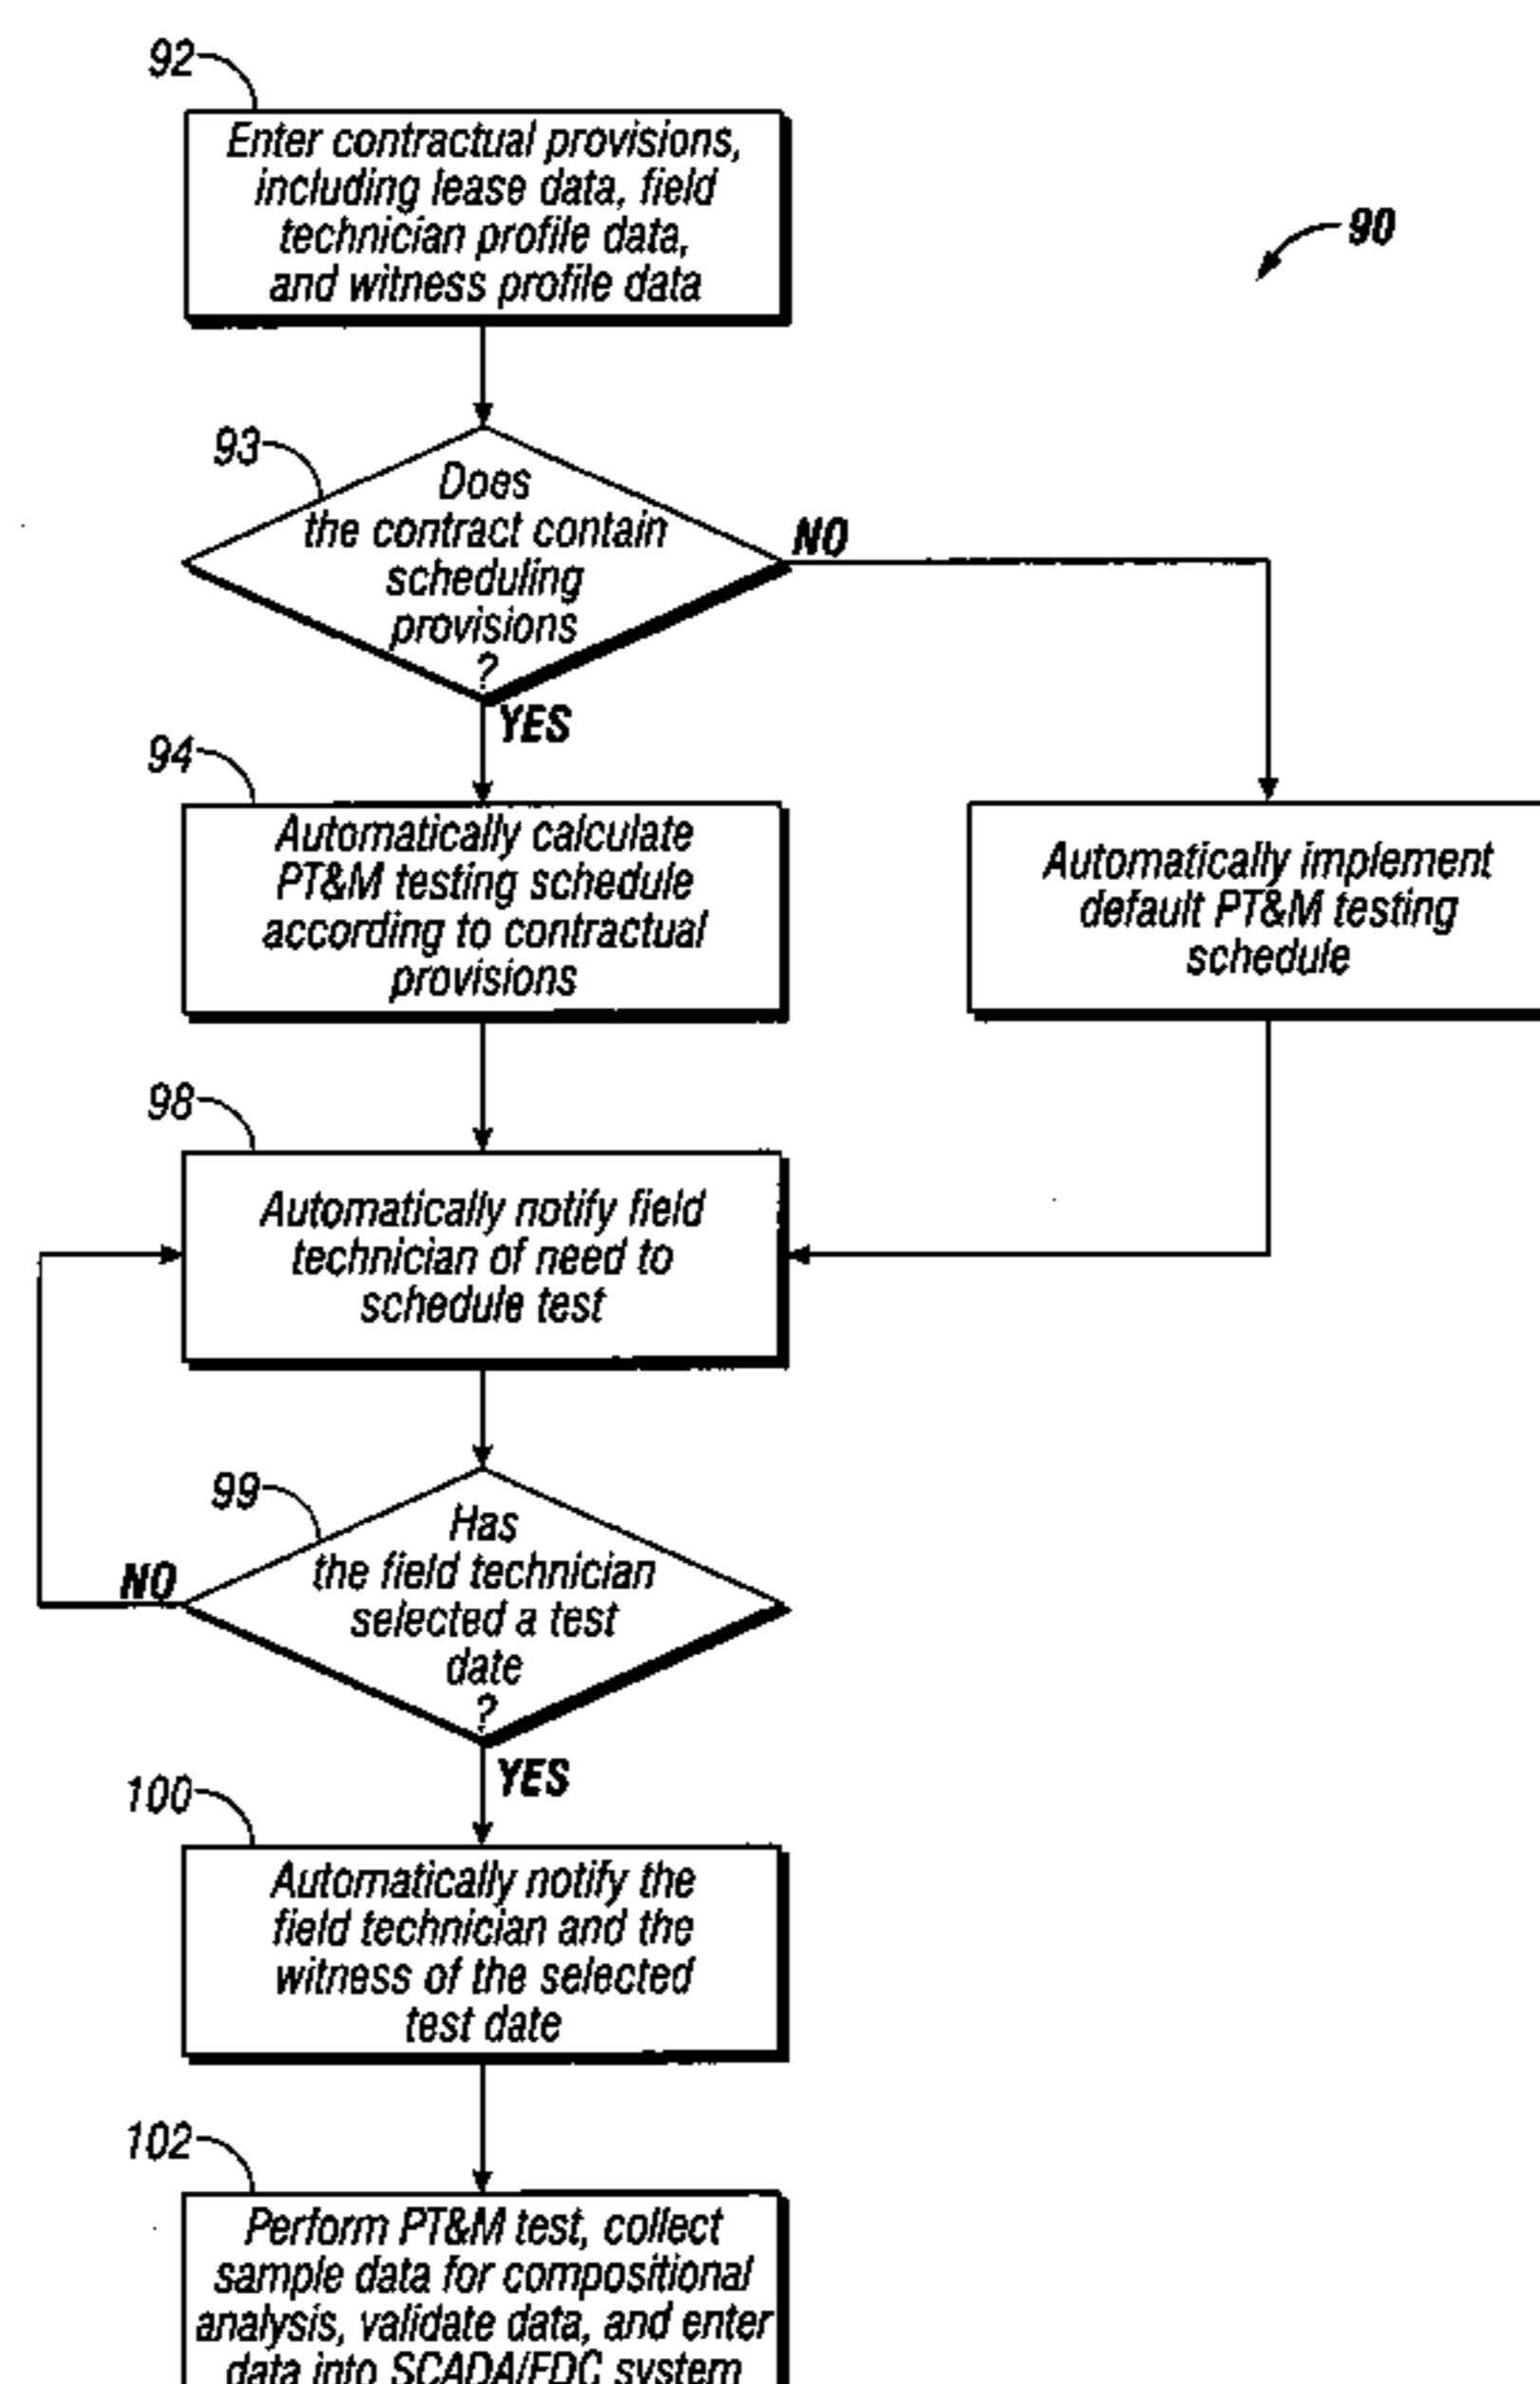 92
Enter contractual provisions,
including lease data, field
technician profile data,
and witness profile data
90
93
Does
the contract contain
scheduling
provisions
?
NO
YES
94
Automatically calculate
PT&M testing schedule
according to contractual
provisions
Automatically implement
default PT&M testing
schedule
98
Automatically notify field
technician of need to
schedule test
99
Has
the field technician
selected a test
date
?
NO
YES
100
Automatically notify the
field technician and the
witness of the selected
test date
102
Perform PT&M test, collect
sample data for compositional
analysis, validate data, and enter
data into SCADA/FDC system